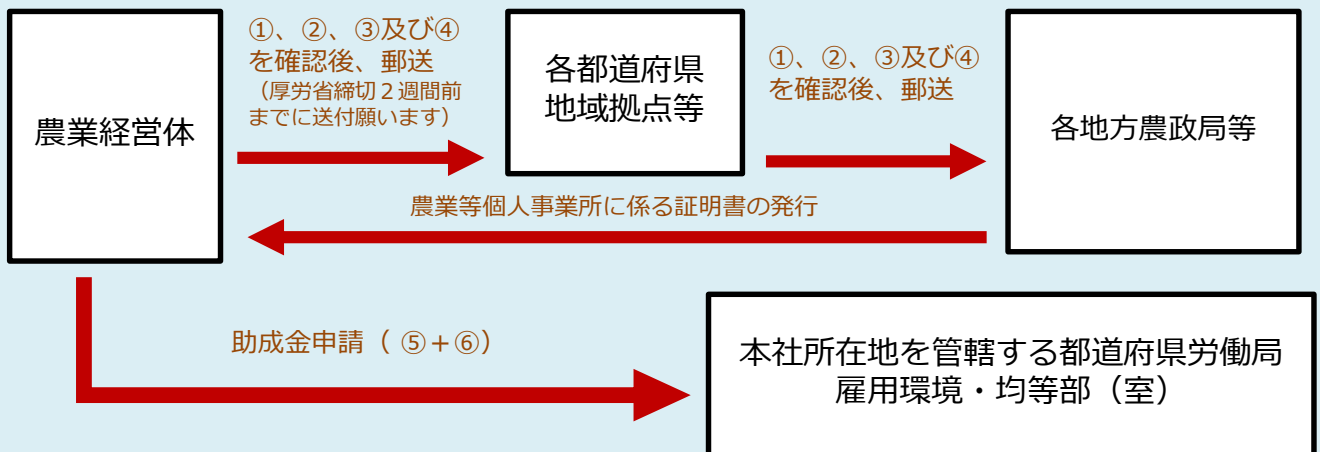 農業経営体
①、②、③及び④
を確認後、郵送
（厚労省締切２週間前
までに送付願います）
各都道府県
地域拠点等
①、②、③及び④
を確認後、郵送
各地方農政局等
農業等個人事業所に係る証明書の発行
助成金申請（ ⑤＋⑥）
本社所在地を管轄する都道府県労働局
雇用環境・均等部（室）